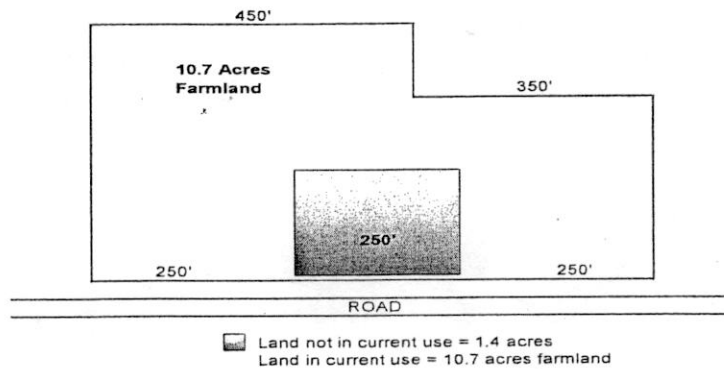 450'
10.7 Acres
Farmland
350'
250'
250'
250'
ROAD
Land not in current use = 1.4 acres
Land in current use = 10.7 acres farmland